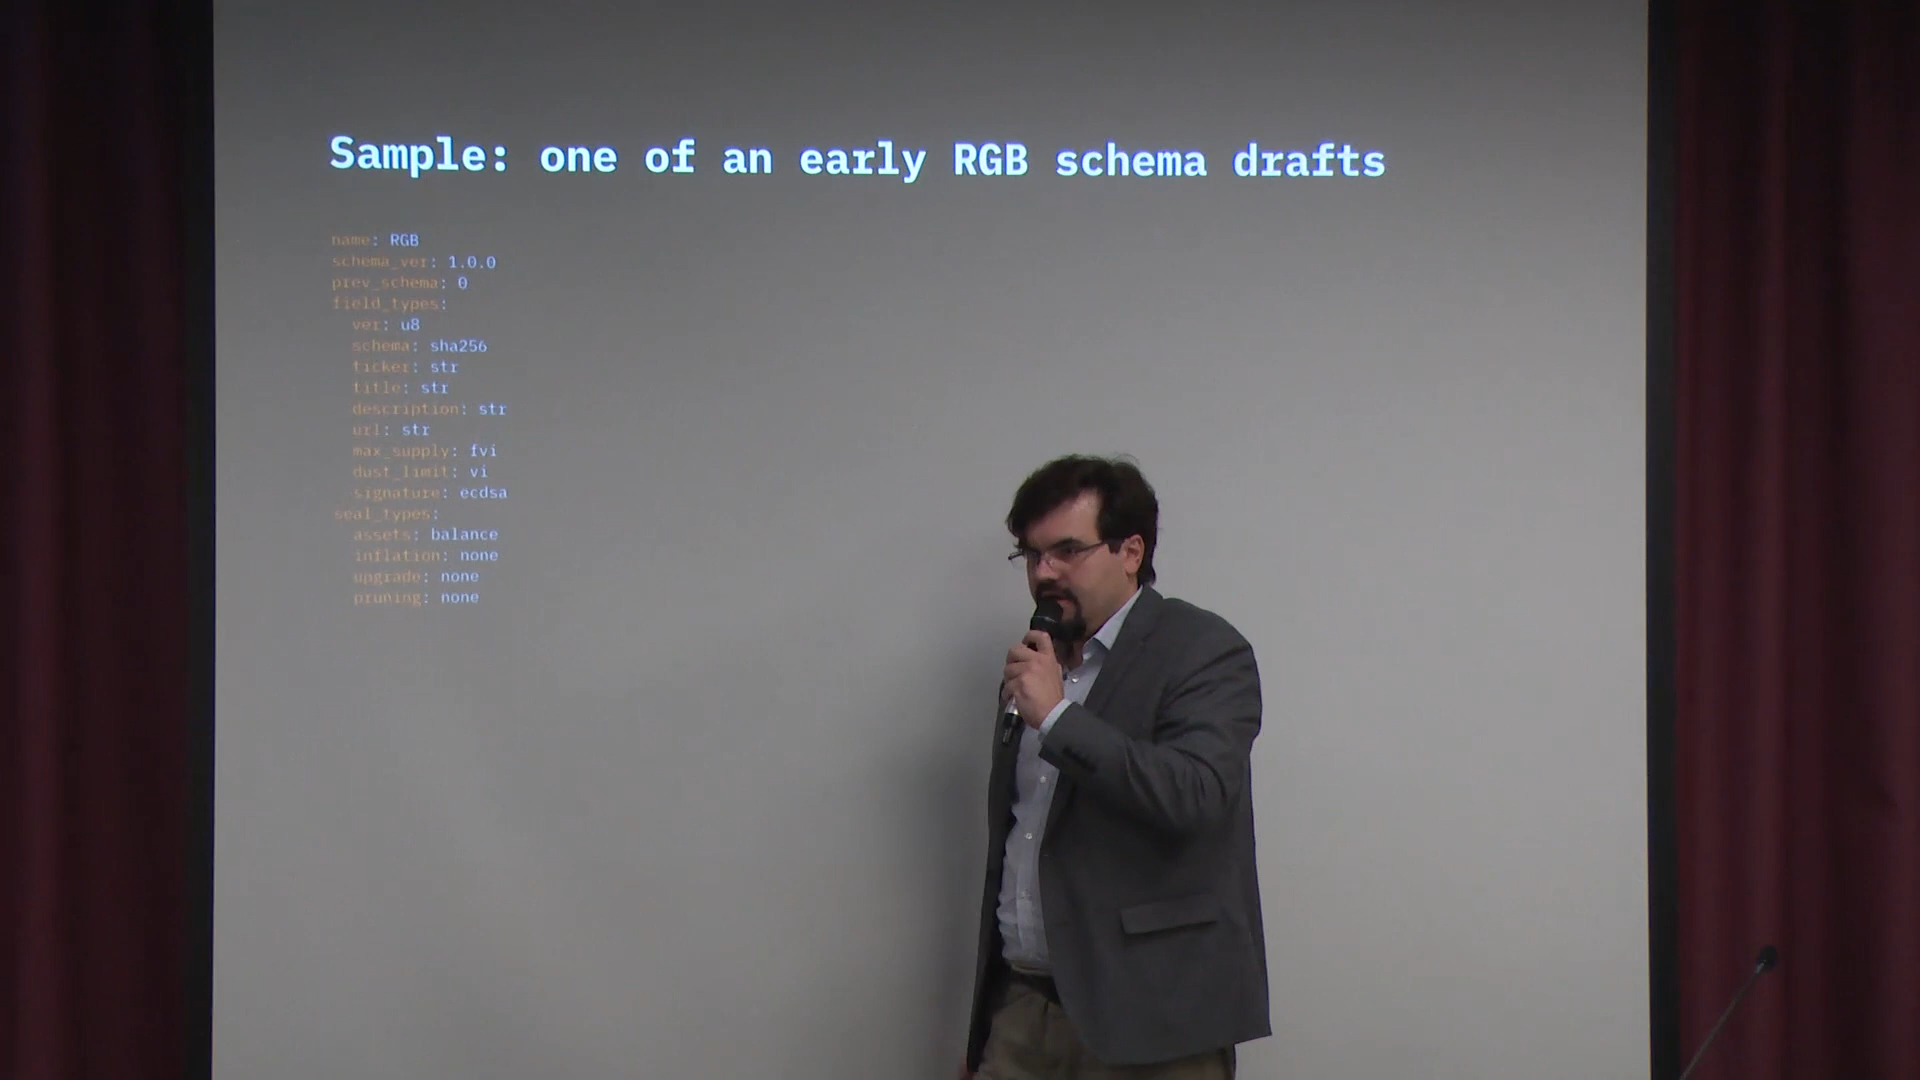 Sample: one of an early RGB schema drafts
name: RGB
schema_ver: 1.0.0
prev_schema: 0
field_types:
ver: u8
schema: sha256
ticker: str
title: str
description: str
url: str
max_supply: fvi
dust_limit: vi
signature: ecdsa
seal_types:
assets: balance
inflation: none
upgrade: none
pruning: none